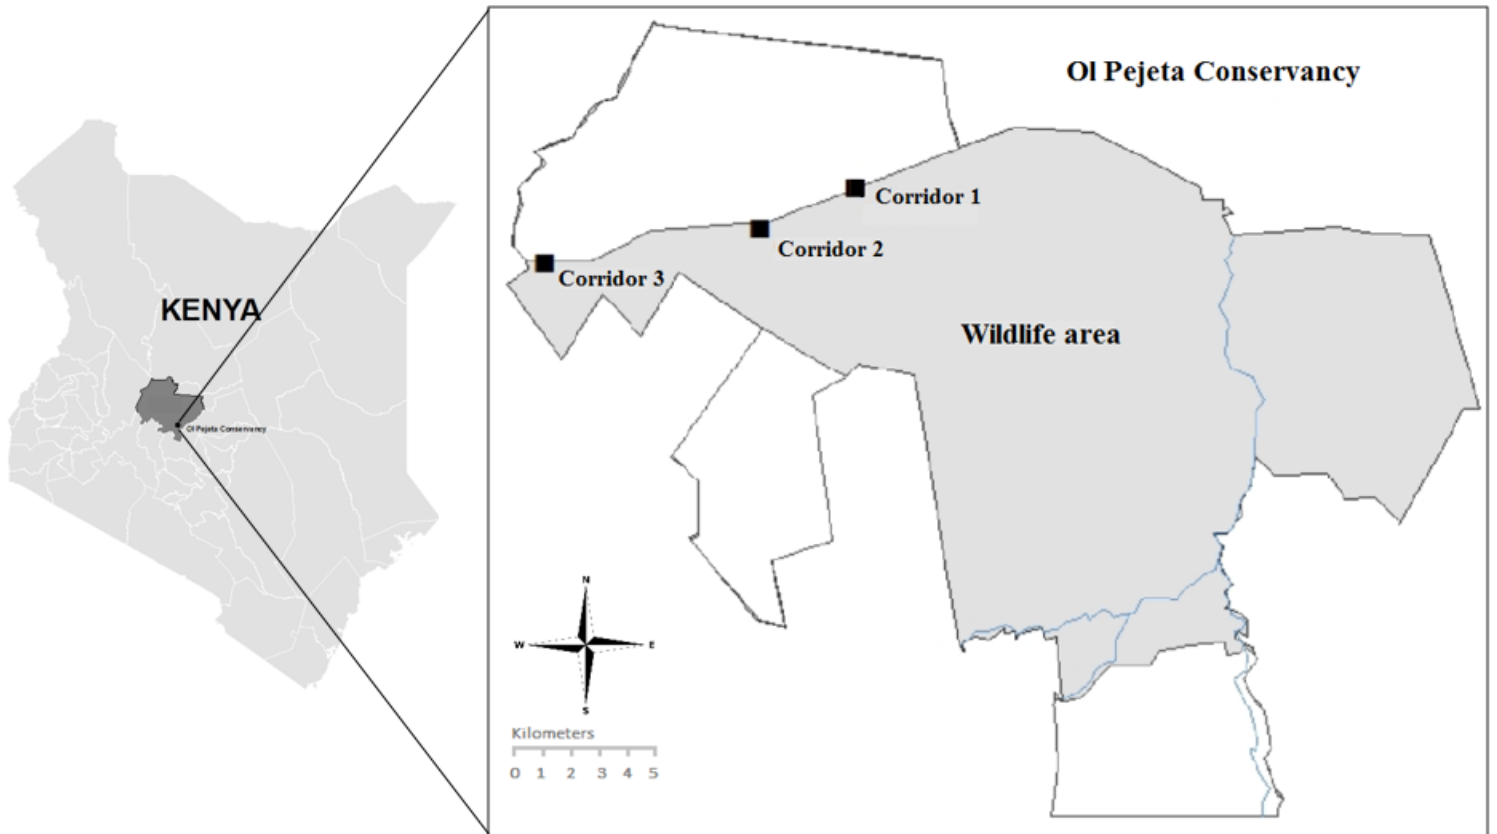 Ol Pejeta Conservancy
Corridor 1
Corridor 2
Corridor 3
Wildlife area
KENYA
Ol Pejeta Conservancy
N
W
E
S
Kilometers
0 1 2 3 4 5